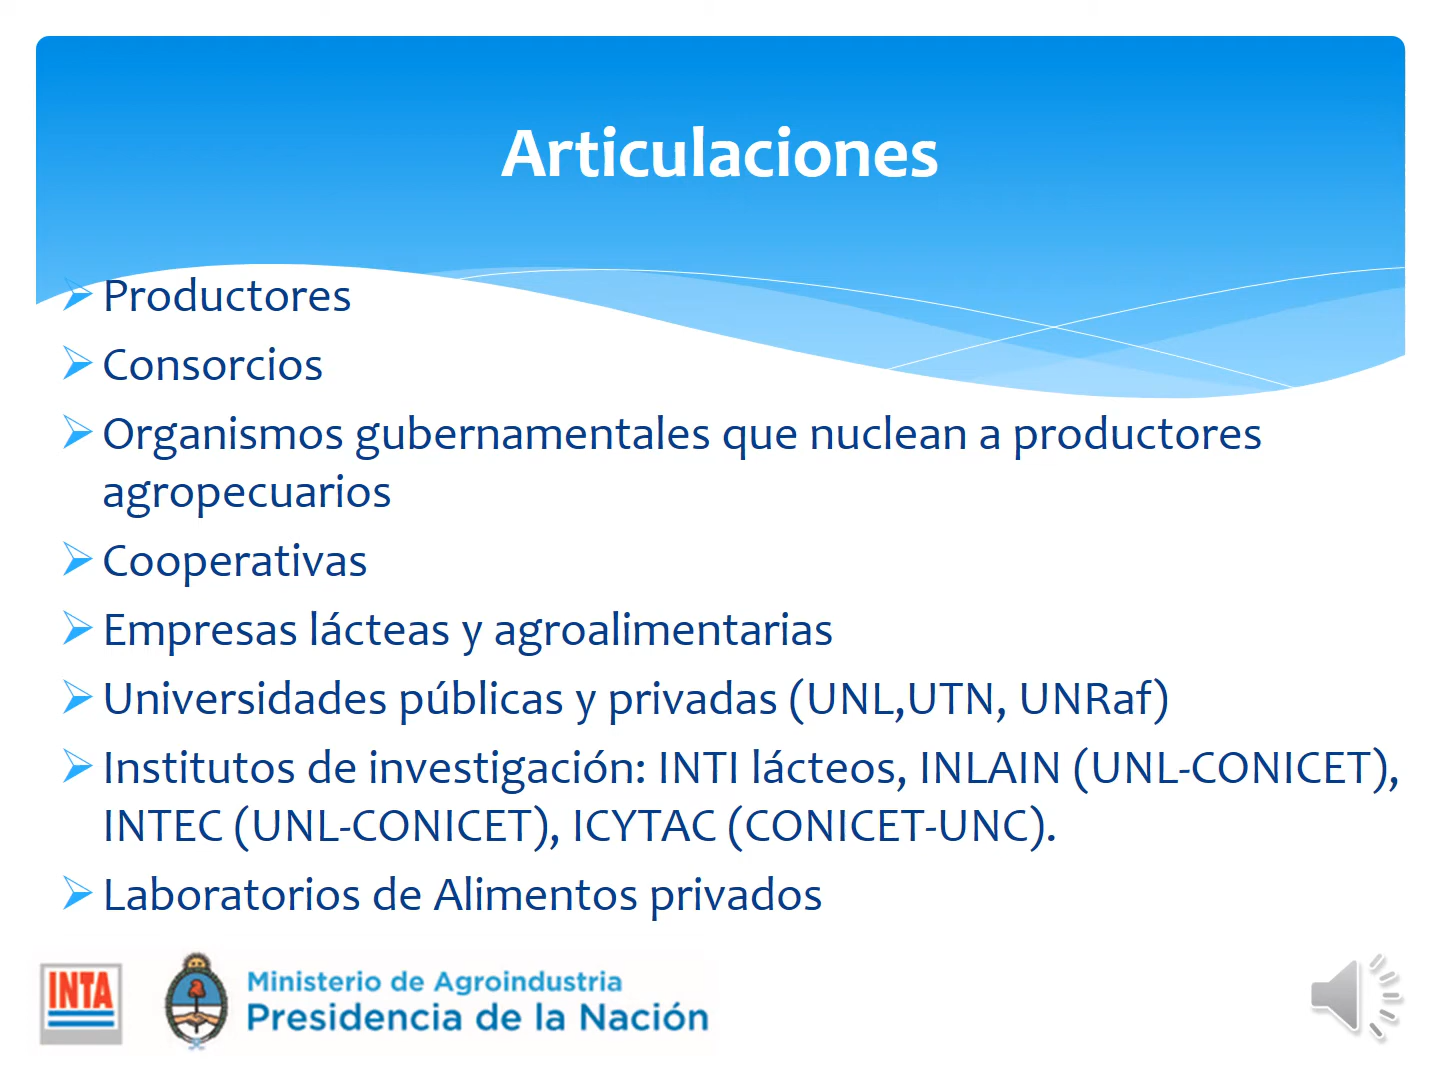 Articulaciones
Productores
Consorcios
Organismos gubernamentales que nuclean a productores
agropecuarios
Cooperativas
Empresas lácteas y agroalimentarias
Universidades públicas y privadas (UNL,UTN, UNRaf)
Institutos de investigación: INTI lácteos, INLAIN (UNL-CONICET),
INTEC (UNL-CONICET), ICYTAC (CONICET-UNC).
Laboratorios de Alimentos privados
INTA
Ministerio de Agroindustria
Presidencia de la Nación